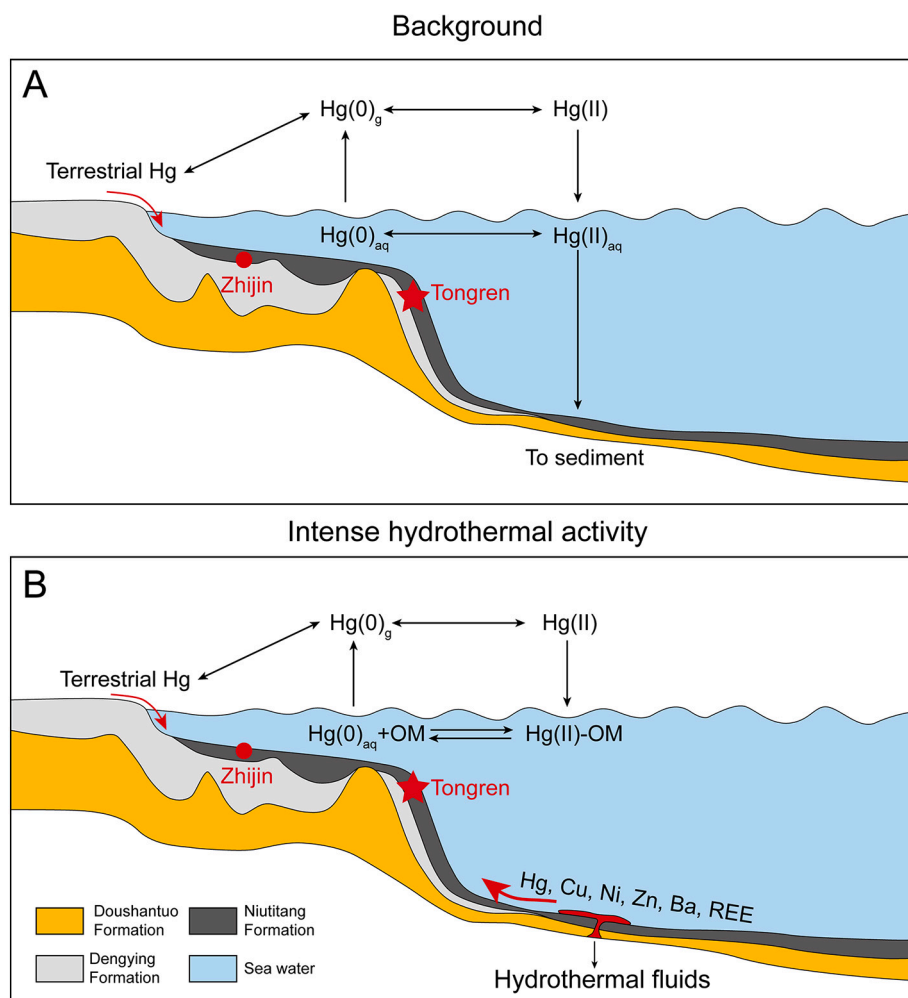 Background
A
Hg(0)g Hg(II)
Terrestrial Hg
Hg(0)aq Hg(II)aq
Zhijin
Tongren
To sediment
Intense hydrothermal activity
B
Hg(0)g Hg(II)
Terrestrial Hg
Hg(0)aq+OM Hg(II)-OM
Zhijin
Tongren
Hg, Cu, Ni, Zn, Ba, REE
Hydrothermal fluids
Doushantuo
Formation
Niutitang
Formation
Dengying
Formation
Sea water